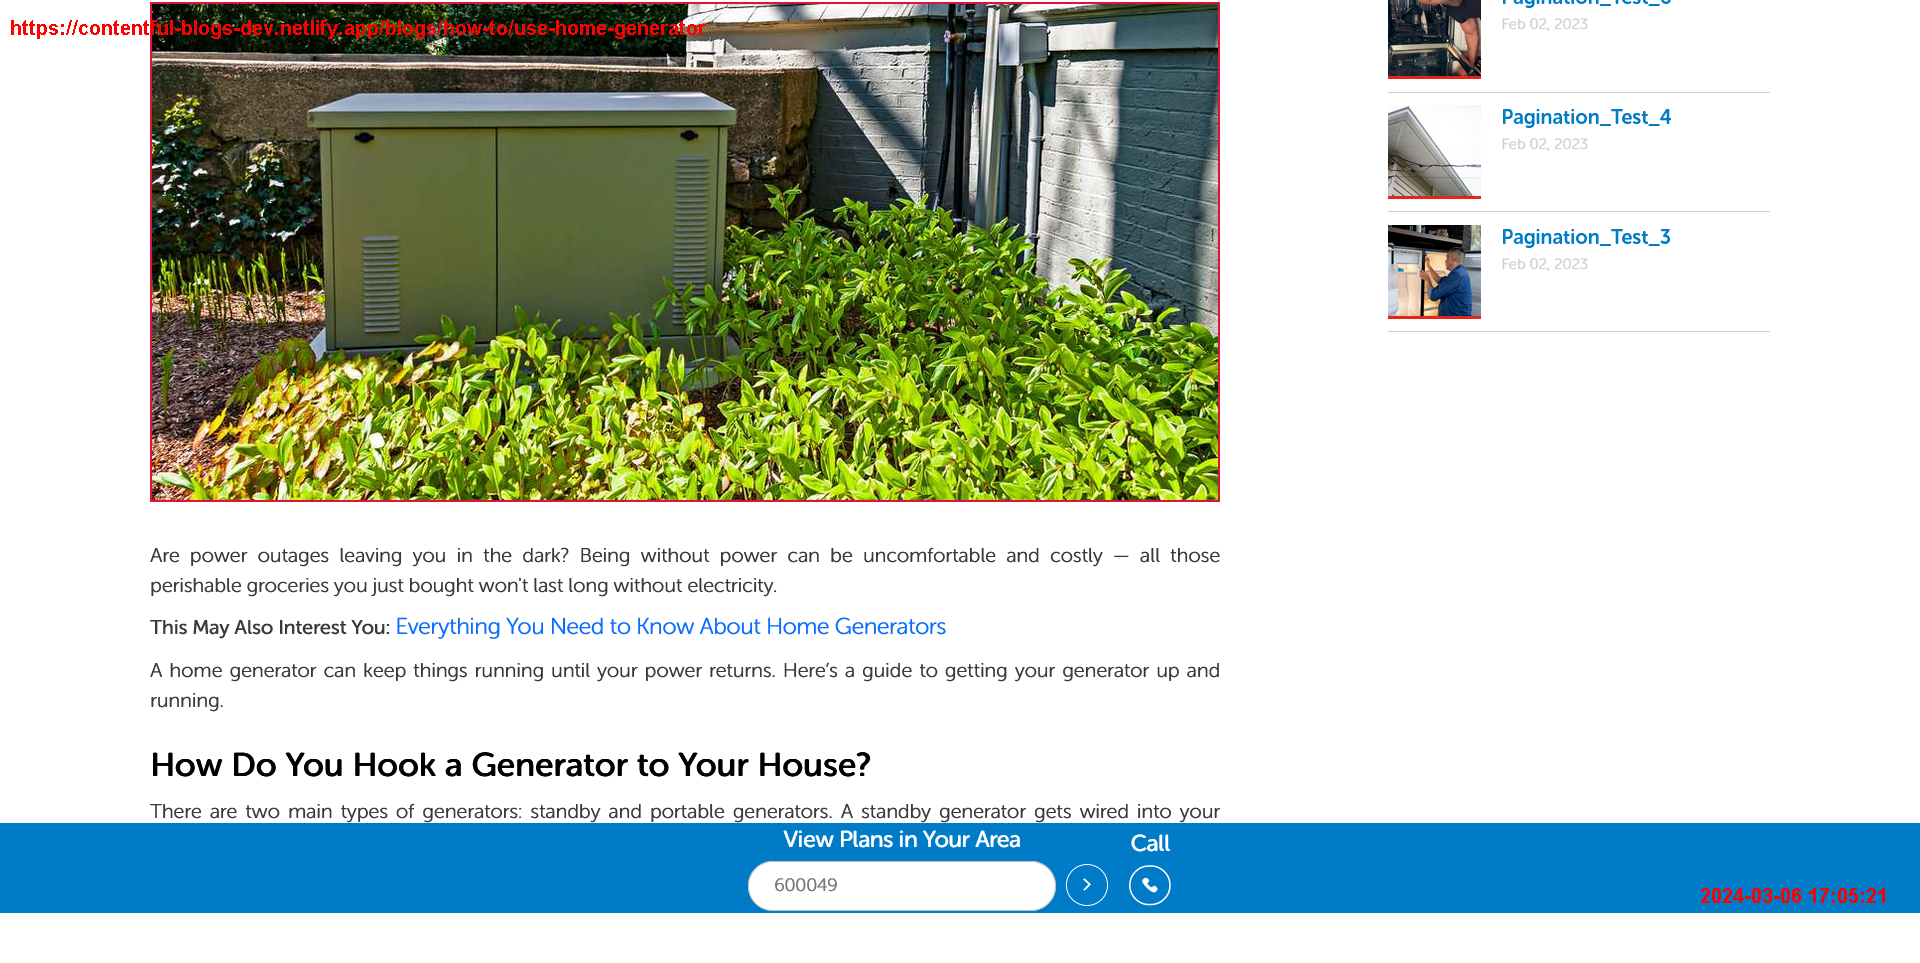 https://contentful-blogs-dev.netlify.app/blogs/how-to/use-home-generator
Feb 02, 2023
Pagination_Test_4
Feb 02, 2023
Pagination_Test_3
Feb 02, 2023
Are power outages leaving you in the dark? Being without power can be uncomfortable and costly — all those
perishable groceries you just bought won't last long without electricity.
This May Also Interest You: Everything You Need to Know About Home Generators
A home generator can keep things running until your power returns. Here’s a guide to getting your generator up and
running.
How Do You Hook a Generator to Your House?
There are two main types of generators: standby and portable generators. A standby generator gets wired into your
View Plans in Your Area
Call
600049
2024-03-06 17:05:21